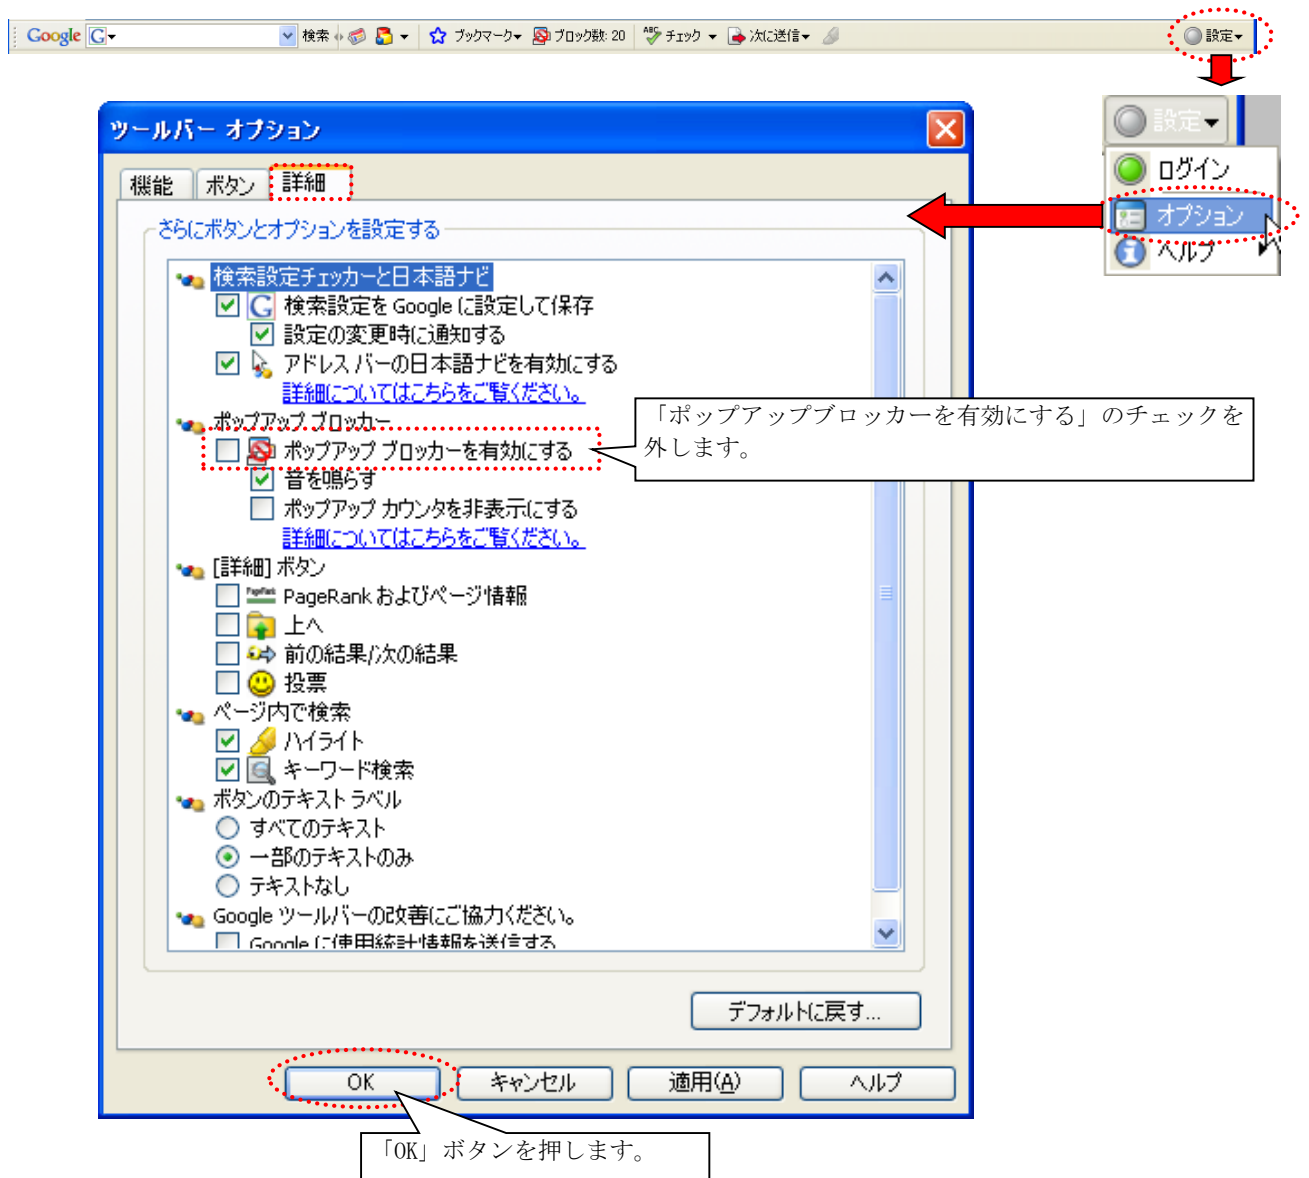 Google G 検索 ブックマーク ブロック数: 20 ABC チェック 次に送信 設定
設定
ログイン
オプション
ヘルプ
ツールバー オプション
機能 ボタン 詳細
さらにボタンとオプションを設定する
検索設定チェッカーと日本語ナビ
検索設定を Google に設定して保存
設定の変更時に通知する
アドレス バーの日本語ナビを有効にする
詳細についてはこちらをご覧ください。
ポップアップ ブロッカー
ポップアップ ブロッカーを有効にする
「ポップアップブロッカーを有効にする」のチェックを
外します。
音を鳴らす
ポップアップ カウンタを非表示にする
詳細についてはこちらをご覧ください。
[詳細] ボタン
PageRank PageRank およびページ情報
上へ
前の結果/次の結果
投票
ページ内で検索
ハイライト
キーワード検索
ボタンのテキスト ラベル
すべてのテキスト
一部のテキストのみ
テキストなし
Google ツールバーの改善にご協力ください。
Google に使用統計情報を送信する
デフォルトに戻す...
OK キャンセル 適用(A) ヘルプ
「OK」ボタンを押します。